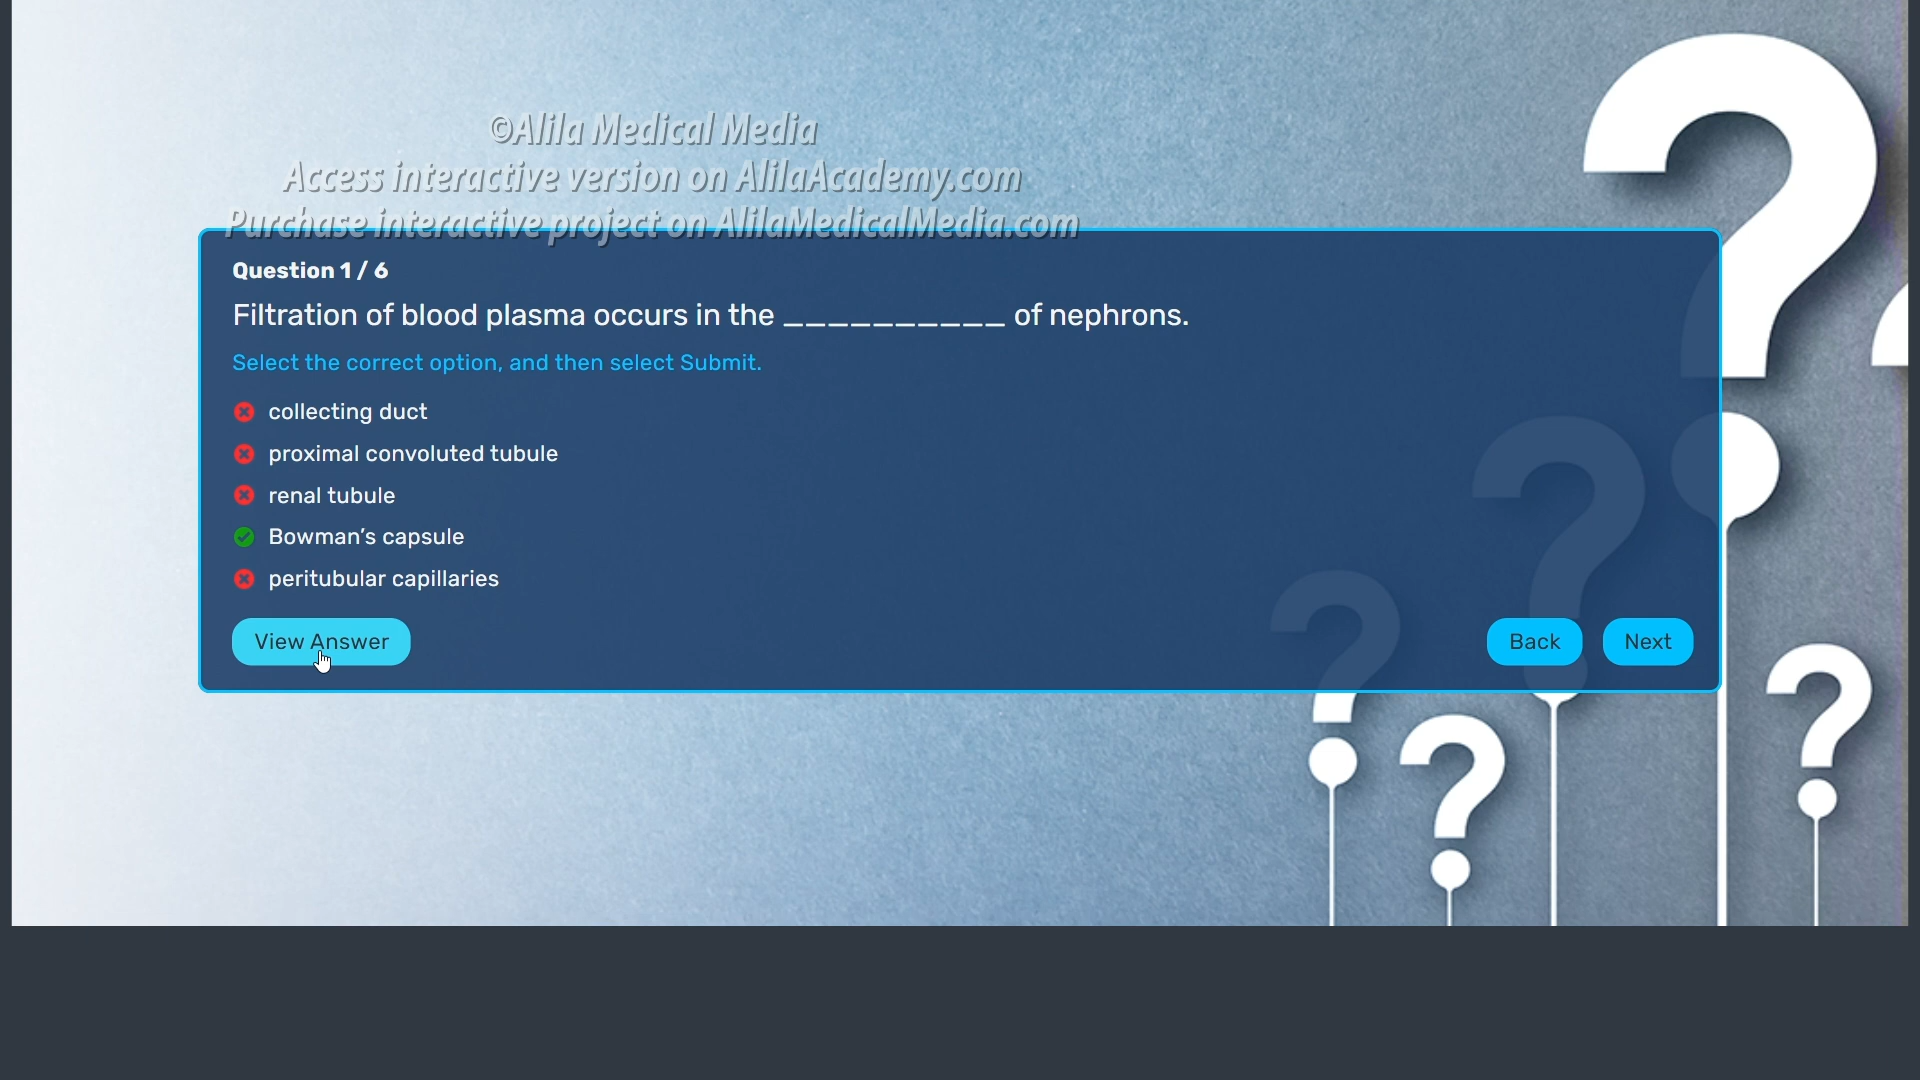 ©Alila Medical Media
Access interactive version on AlilaAcademy.com
Purchase interactive project on AlilaMedicalMedia.com
Question 1 / 6
Filtration of blood plasma occurs in the __________ of nephrons.
Select the correct option, and then select Submit.
collecting duct
proximal convoluted tubule
renal tubule
Bowman’s capsule
peritubular capillaries
View Answer
Back
Next